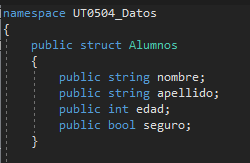 namespace UT0504_Datos
{
public struct Alumnos
{
public string nombre;
public string apellido;
public int edad;
public bool seguro;
}